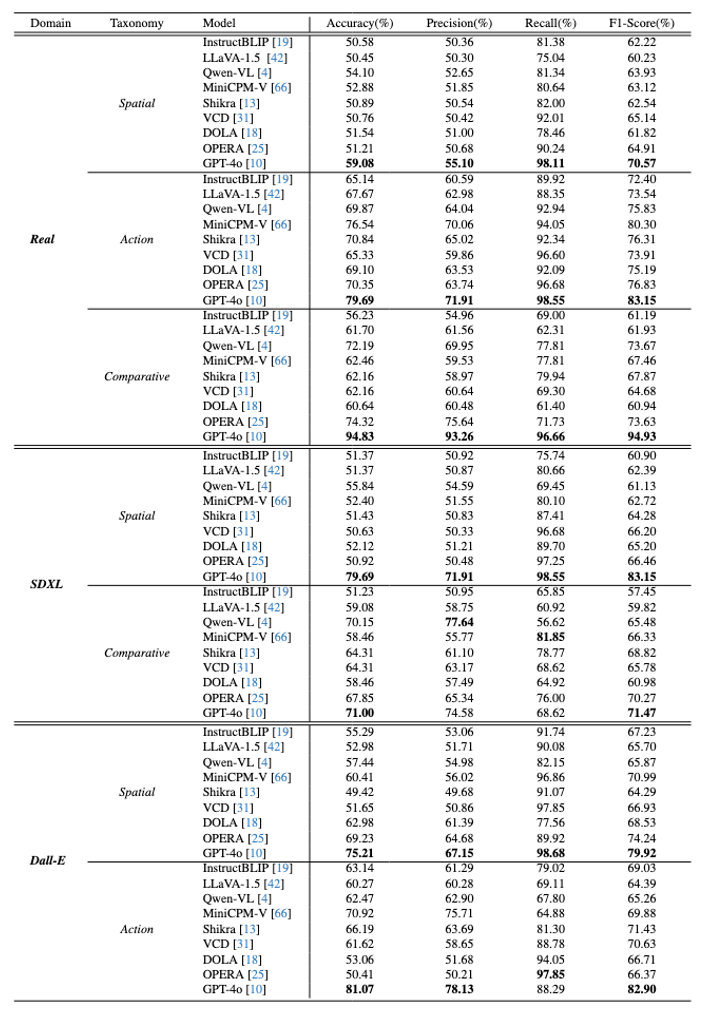 Domain Taxonomy Model Accuracy(%) Precision(%) Recall(%) F1-Score(%)
InstructBLIP [19] 50.58 50.36 81.38 62.22
LLaVA-1.5 [42] 50.45 50.30 75.04 60.23
Qwen-VL [4] 54.10 52.65 81.34 63.93
MiniCPM-V [66] 52.88 51.85 80.64 63.12
Spatial Shikra [13] 50.89 50.54 82.00 62.54
VCD [31] 50.76 50.42 92.01 65.14
DOLA [18] 51.54 51.00 78.46 61.82
OPERA [25] 51.21 50.68 90.24 64.91
GPT-4o [10] 59.08 55.10 98.11 70.57
InstructBLIP [19] 65.14 60.59 89.92 72.40
LLaVA-1.5 [42] 67.67 62.98 88.35 73.54
Qwen-VL [4] 69.87 64.04 92.94 75.83
MiniCPM-V [66] 76.54 70.06 94.05 80.30
Real Action Shikra [13] 70.84 65.02 92.34 76.31
VCD [31] 65.33 59.86 96.60 73.91
DOLA [18] 69.10 63.53 92.09 75.19
OPERA [25] 70.35 63.74 96.68 76.83
GPT-4o [10] 79.69 71.91 98.55 83.15
InstructBLIP [19] 56.23 54.96 69.00 61.19
LLaVA-1.5 [42] 61.70 61.56 62.31 61.93
Qwen-VL [4] 72.19 69.95 77.81 73.67
MiniCPM-V [66] 62.46 59.53 77.81 67.46
Comparative Shikra [13] 62.16 58.97 79.94 67.87
VCD [31] 62.16 60.64 69.30 64.68
DOLA [18] 60.64 60.48 61.40 60.94
OPERA [25] 74.32 75.64 71.73 73.63
GPT-4o [10] 94.83 93.26 96.66 94.93
InstructBLIP [19] 51.37 50.92 75.74 60.90
LLaVA-1.5 [42] 51.37 50.87 80.66 62.39
Qwen-VL [4] 55.84 54.59 69.45 61.13
MiniCPM-V [66] 52.40 51.55 80.10 62.72
Spatial Shikra [13] 51.43 50.83 87.41 64.28
VCD [31] 50.63 50.33 96.68 66.20
DOLA [18] 52.12 51.21 89.70 65.20
OPERA [25] 50.92 50.48 97.25 66.46
GPT-4o [10] 79.69 71.91 98.55 83.15
SDXL
InstructBLIP [19] 51.23 50.95 65.85 57.45
LLaVA-1.5 [42] 59.08 58.75 60.92 59.82
Qwen-VL [4] 70.15 77.64 56.62 65.48
MiniCPM-V [66] 58.46 55.77 81.85 66.33
Comparative Shikra [13] 64.31 61.10 78.77 68.82
VCD [31] 64.31 63.17 68.62 65.78
DOLA [18] 58.46 57.49 64.92 60.98
OPERA [25] 67.85 65.34 76.00 70.27
GPT-4o [10] 71.00 74.58 68.62 71.47
InstructBLIP [19] 55.29 53.06 91.74 67.23
LLaVA-1.5 [42] 52.98 51.71 90.08 65.70
Qwen-VL [4] 57.44 54.98 82.15 65.87
MiniCPM-V [66] 60.41 56.02 96.86 70.99
Spatial Shikra [13] 49.42 49.68 91.07 64.29
VCD [31] 51.65 50.86 97.85 66.93
DOLA [18] 62.98 61.39 77.56 68.53
OPERA [25] 69.23 64.68 89.92 74.24
GPT-4o [10] 75.21 67.15 98.68 79.92
Dall-E
InstructBLIP [19] 63.14 61.29 79.02 69.03
LLaVA-1.5 [42] 60.27 60.28 69.11 64.39
Qwen-VL [4] 62.47 62.90 67.80 65.26
MiniCPM-V [66] 70.92 75.71 64.88 69.88
Action Shikra [13] 66.19 63.69 81.30 71.43
VCD [31] 61.62 58.65 88.78 70.63
DOLA [18] 53.06 51.68 94.05 66.71
OPERA [25] 50.41 50.21 97.85 66.37
GPT-4o [10] 81.07 78.13 88.29 82.90